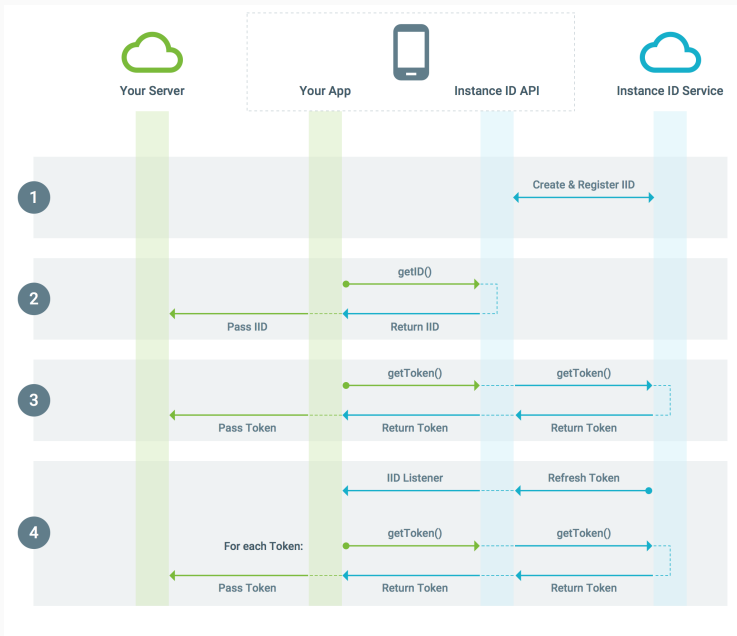 Your Server
Your App
Instance ID API
Instance ID Service
1
Create & Register IID
2
getID()
Pass IID
Return IID
3
getToken()
getToken()
Pass Token
Return Token
Return Token
4
IID Listener
Refresh Token
For each Token:
getToken()
getToken()
Pass Token
Return Token
Return Token